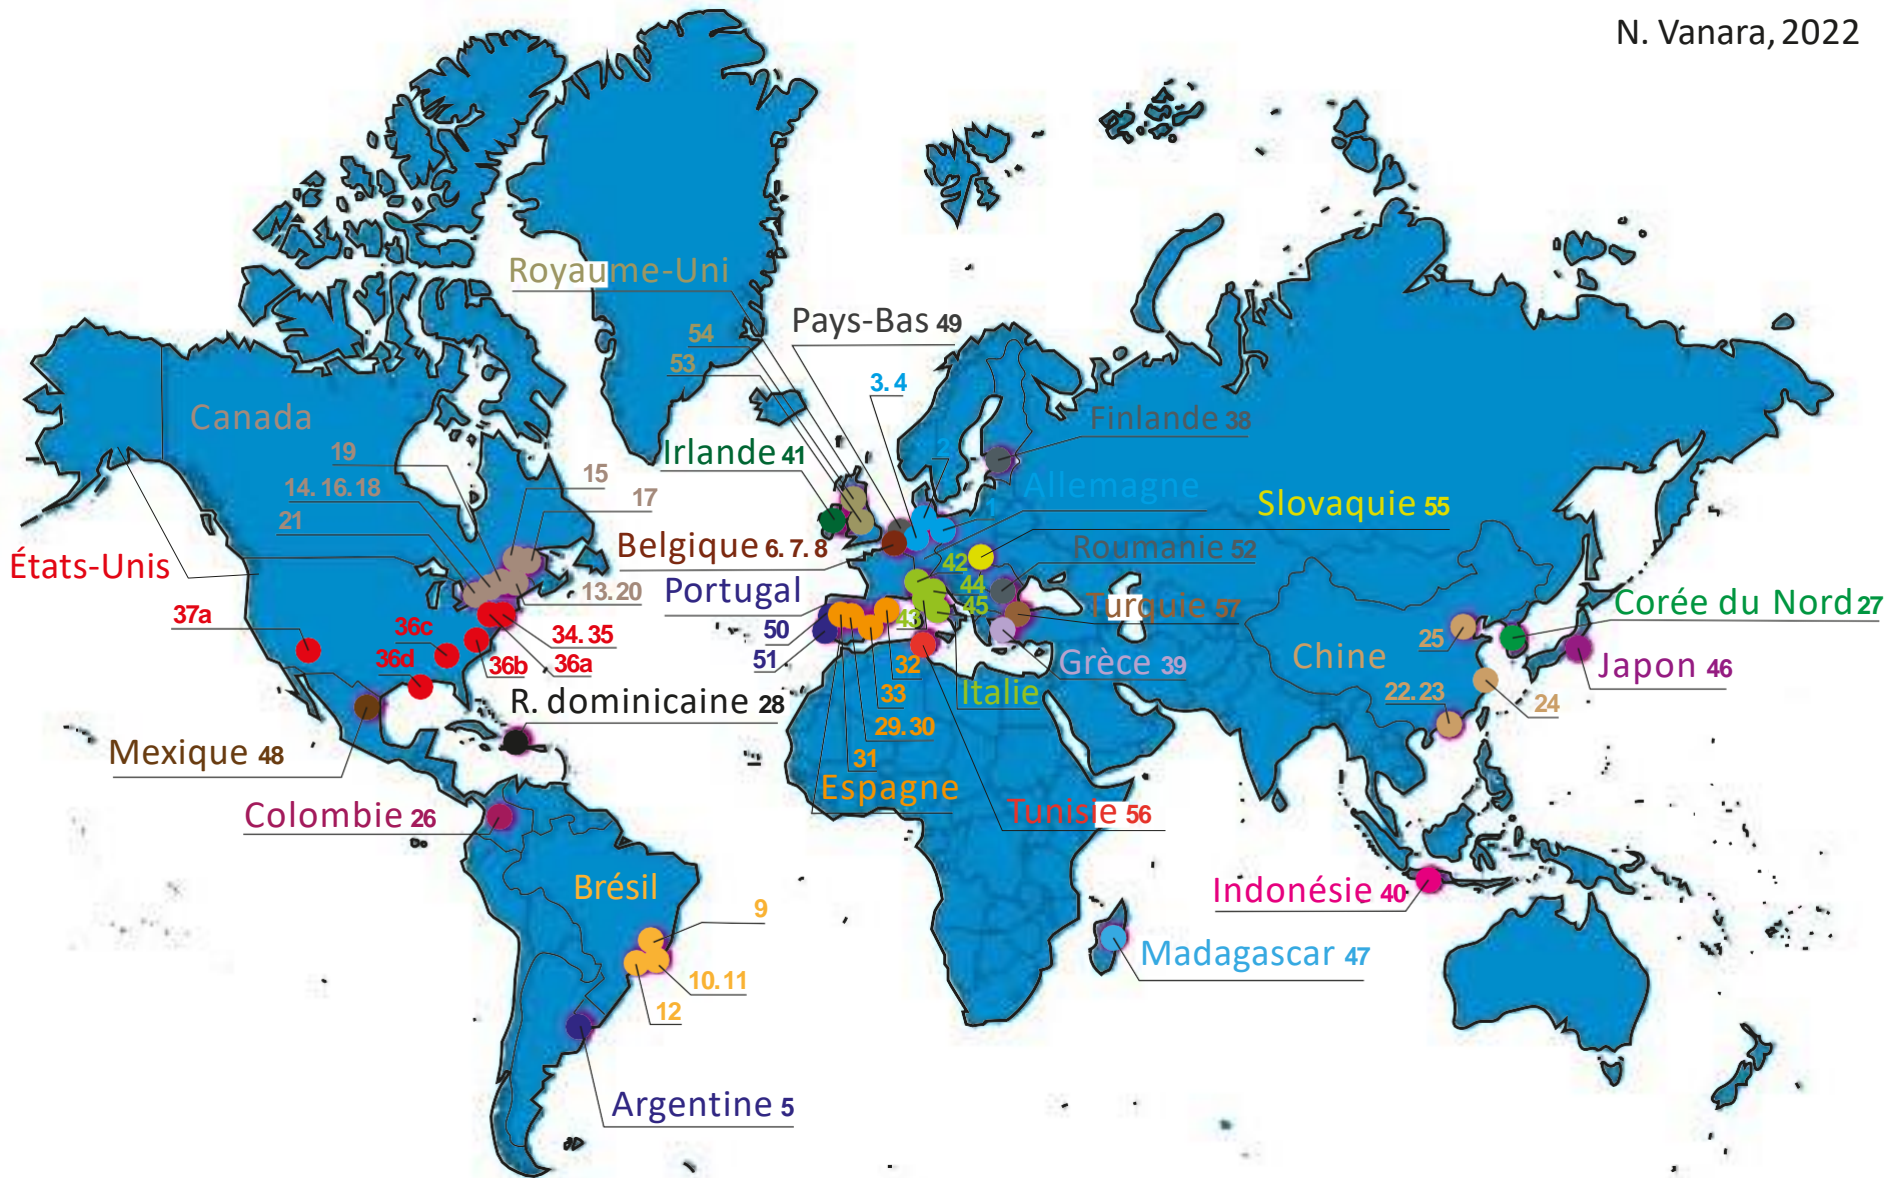 N. Vanara, 2022
Royaume-Uni
54
53
Pays-Bas 49
3. 4
2
1
Canada
19
14. 16. 18
21
15
17
13. 20
Irlande 41
Finlande 38
Allemagne
Slovaquie 55
Belgique 6. 7. 8
Roumanie 52
États-Unis
Portugal
50
51
42
44
45
43
Turquie 57
Corée du Nord 27
37a
36c
36d
36b
36a
34. 35
32
33
29. 30
31
Espagne
Italie
Grèce 39
Chine
25
22. 23
24
Japon 46
R. dominicaine 28
Mexique 48
Colombie 26
Tunisie 56
Brésil
9
10. 11
12
Indonésie 40
Madagascar 47
Argentine 5